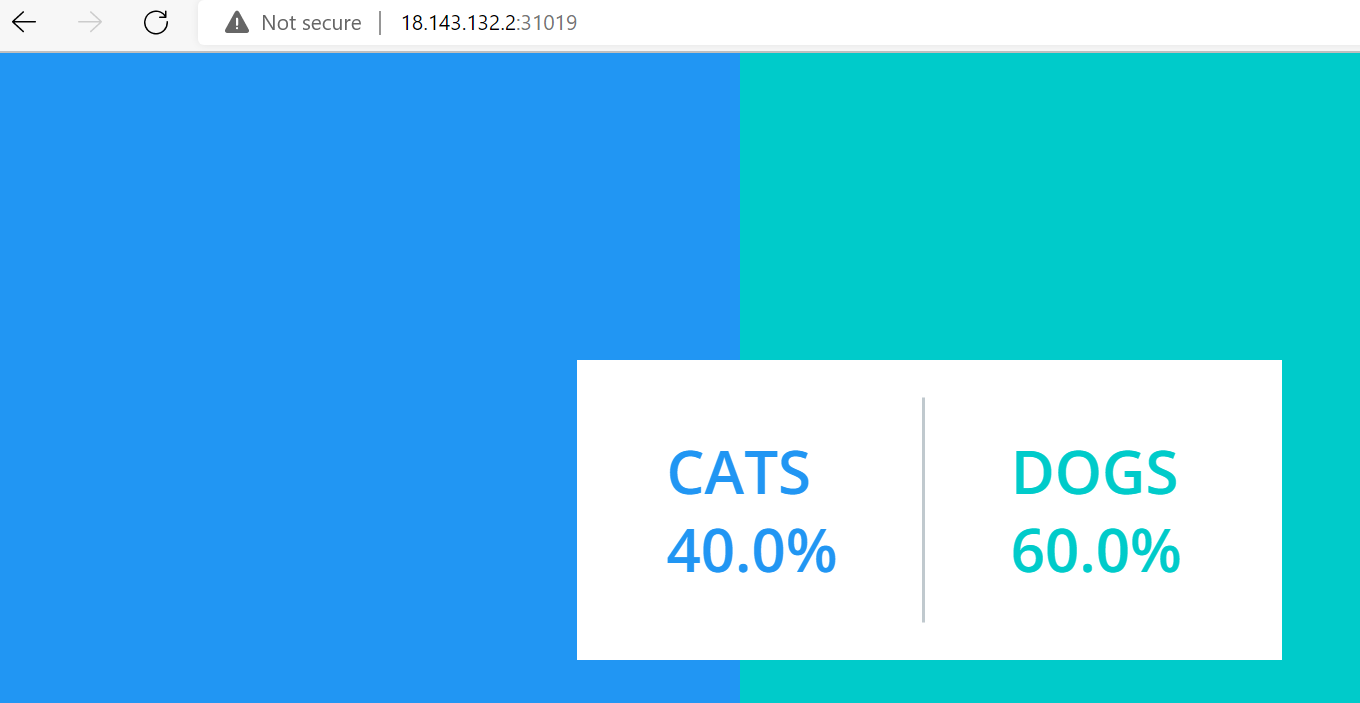 Not secure | 18.143.132.2:31019
CATS
40.0%
DOGS
60.0%